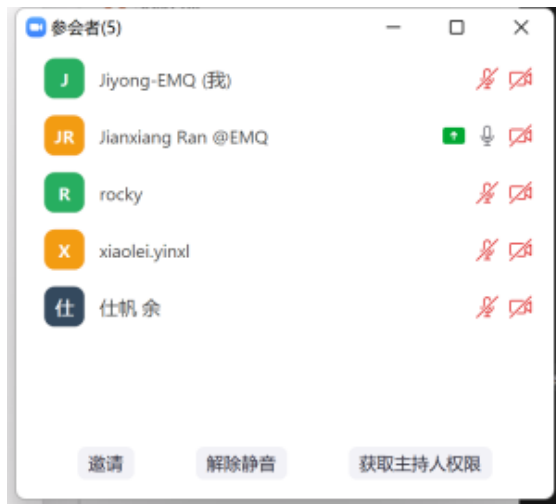 参会者(5)
J Jiyong-EMQ (我)
JR Jianxiang Ran @EMQ
R rocky
X xiaolei.yinxl
仕 仕帆 余
邀请 解除静音 获取主持人权限